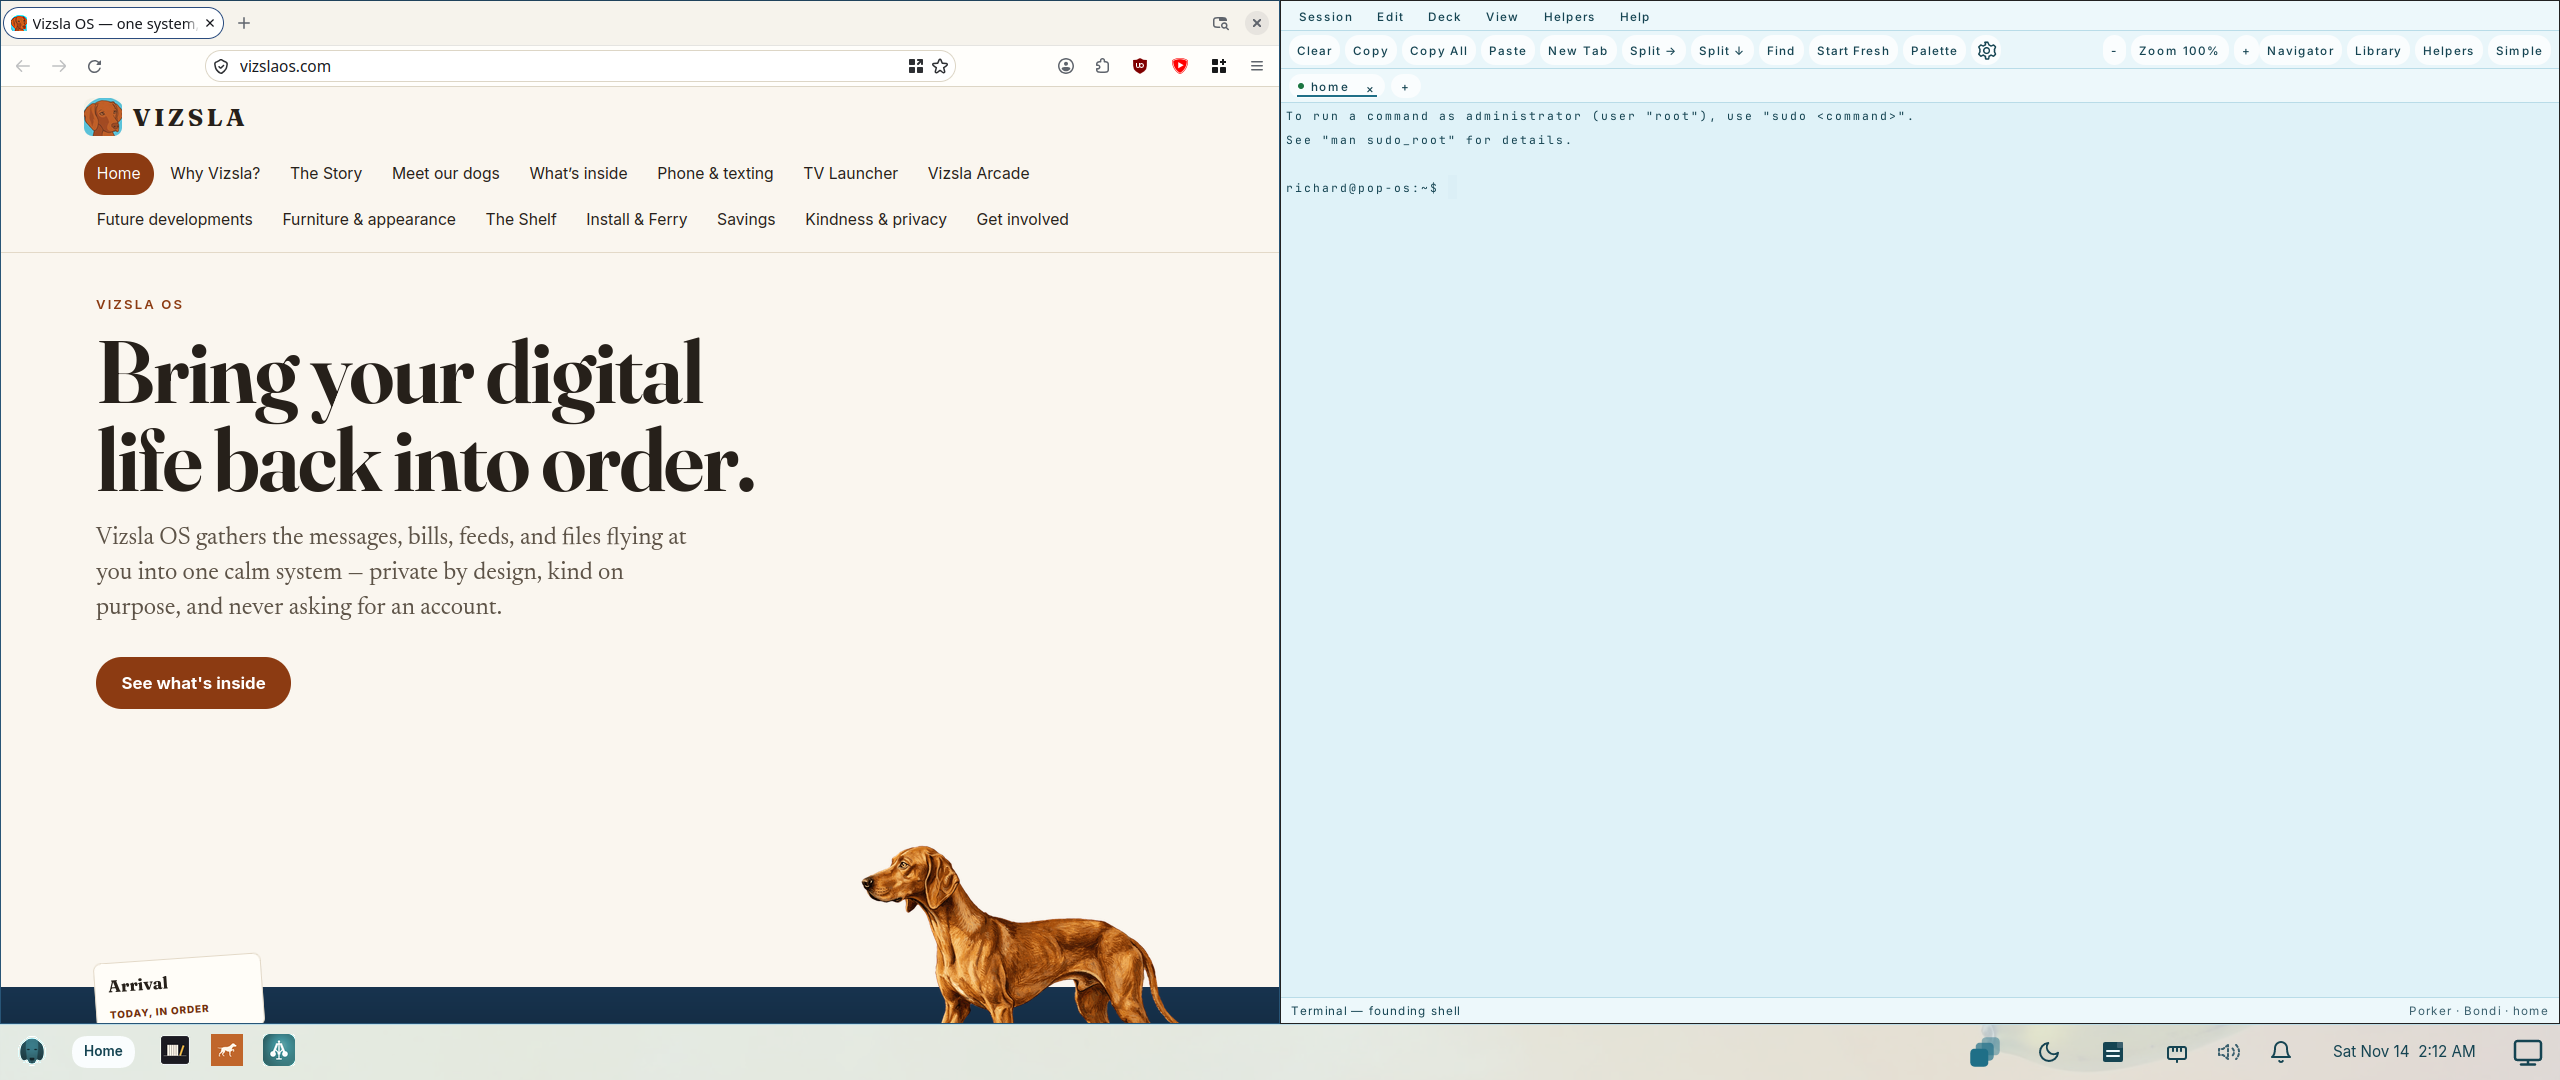 Vizsla OS — one system,
vizslaos.com
VIZSLA
Home Why Vizsla? The Story Meet our dogs What's inside Phone & texting TV Launcher Vizsla Arcade
Future developments Furniture & appearance The Shelf Install & Ferry Savings Kindness & privacy Get involved
VIZSLA OS
Bring your digital
life back into order.
Vizsla OS gathers the messages, bills, feeds, and files flying at
you into one calm system — private by design, kind on
purpose, and never asking for an account.
See what's inside
Arrival
TODAY, IN ORDER
Session Edit Deck View Helpers Help
Clear Copy Copy All Paste New Tab Split → Split ↓ Find Start Fresh Palette - Zoom 100% + Navigator Library Helpers Simple
home × +
To run a command as administrator (user "root"), use "sudo <command>".
See "man sudo_root" for details.
richard@pop-os:~$
Terminal — founding shell Porker · Bondi · home
Home Sat Nov 14 2:12 AM